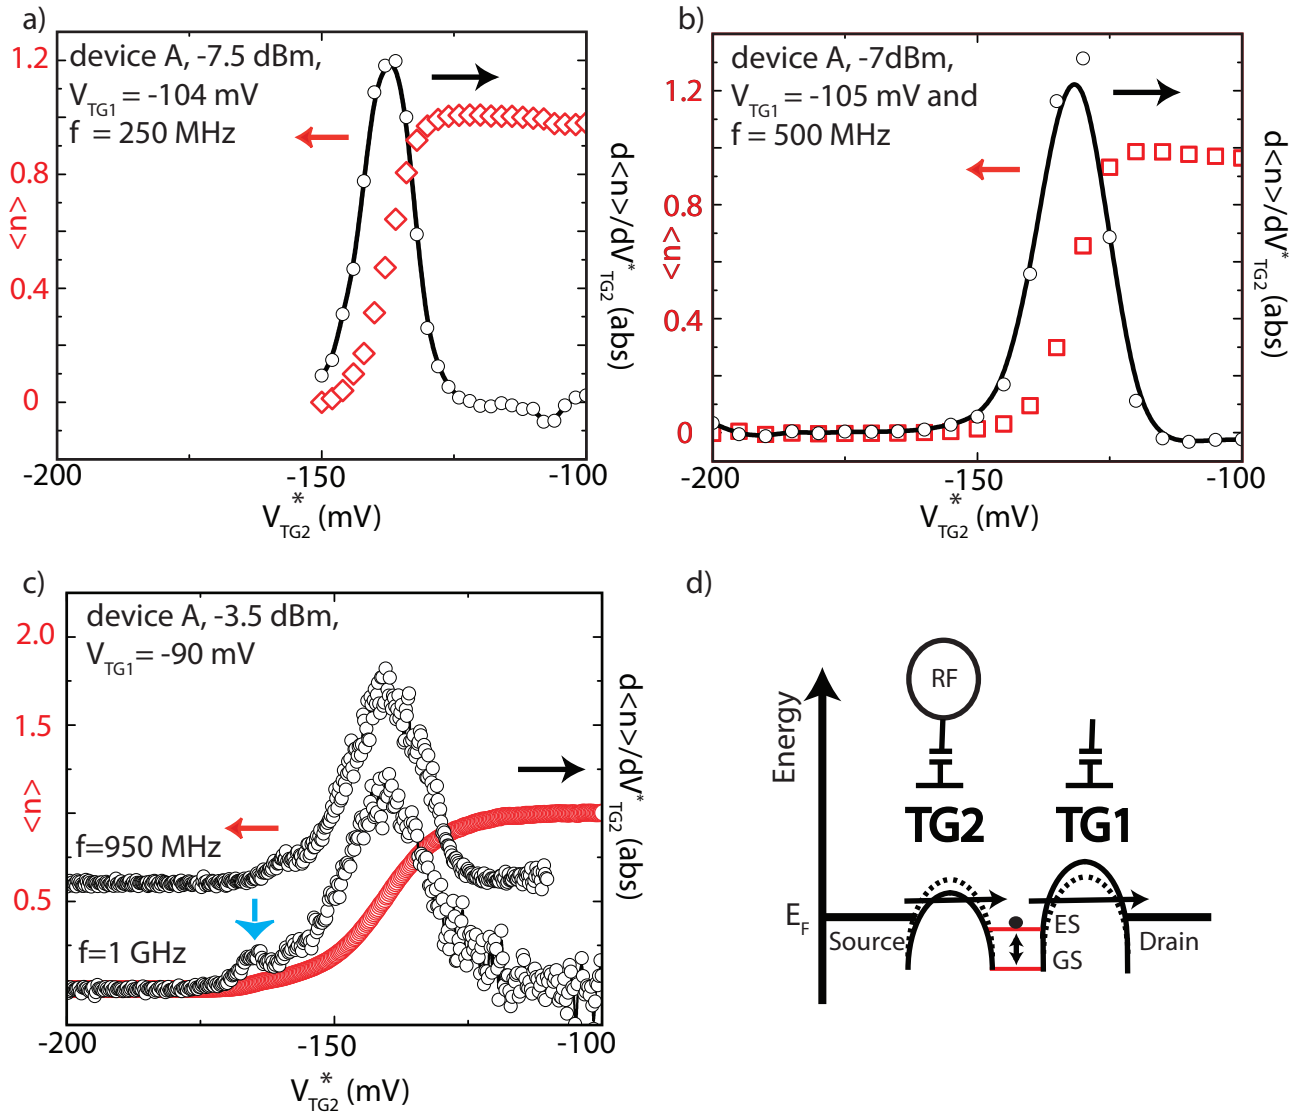 a)
device A, -7.5 dBm,
V_TG1 = -104 mV
f = 250 MHz
1.2
0.8
0.4
0
<n>
d<n>/dV*_TG2 (abs)
-200
-150
-100
V_TG2* (mV)
b)
device A, -7dBm,
V_TG1 = -105 mV and
f = 500 MHz
1.2
0.8
0.4
0
<n>
d<n>/dV*_TG2 (abs)
-200
-150
-100
V_TG2* (mV)
c)
device A, -3.5 dBm,
V_TG1 = -90 mV
2.0
1.5
0.5
<n>
f=950 MHz
f=1 GHz
d<n>/dV*_TG2 (abs)
-200
-150
-100
V_TG2* (mV)
d)
RF
Energy
TG2
TG1
E_F
Source
ES
GS
Drain